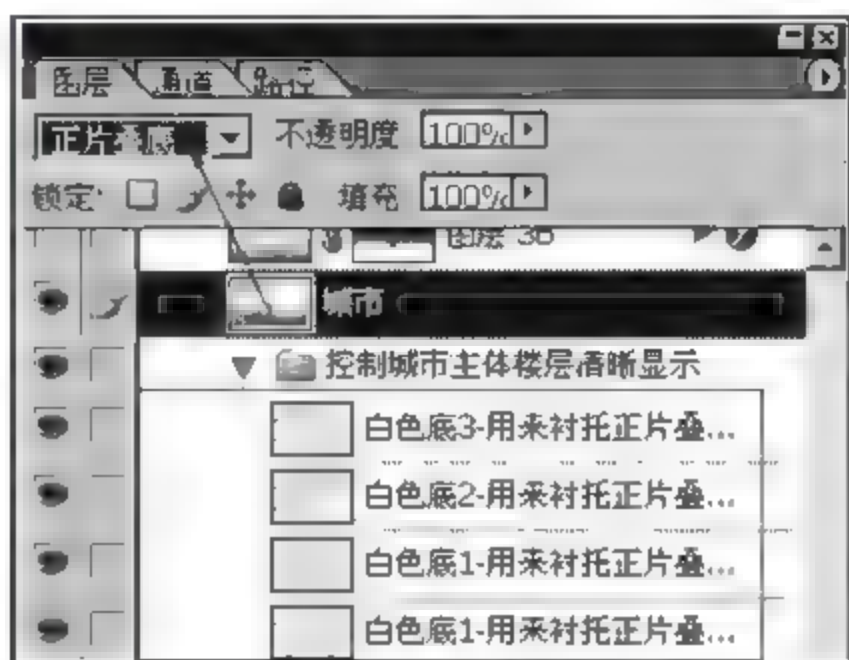 图层 通道 路径
正片叠底 不透明度 100%
锁定: 填充 100%
图层 36
城市
控制城市主体楼层清晰显示
白色底3-用来衬托正片叠...
白色底2-用来衬托正片叠...
白色底1-用来衬托正片叠...
白色底1-用来衬托正片叠...